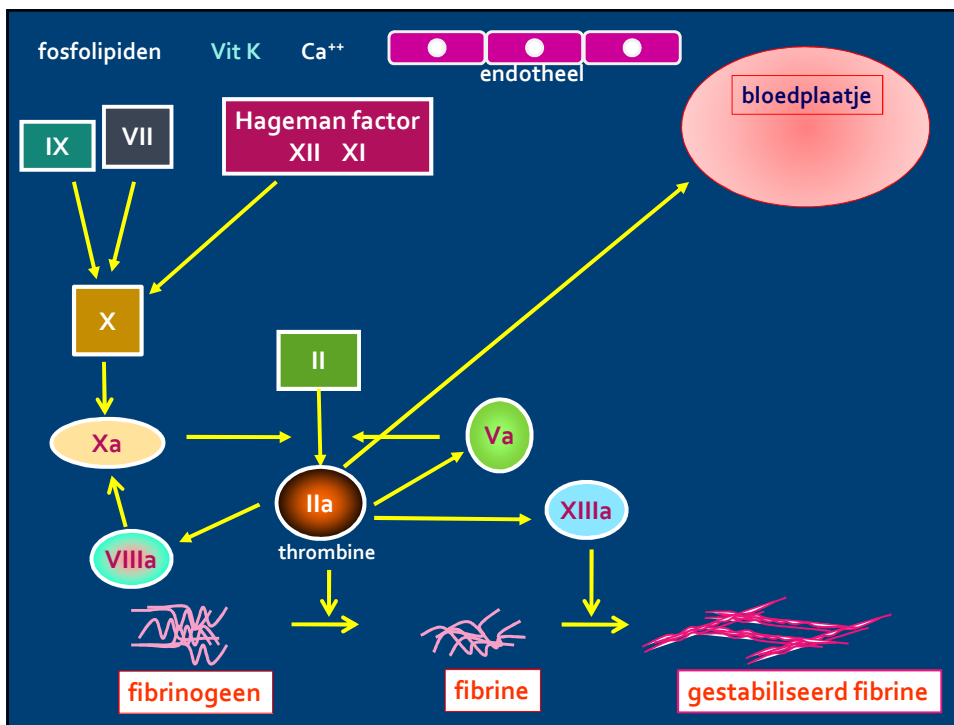 fosfolipiden
Vit K
Ca⁺⁺
endotheel
bloedplaatje
IX
VII
Hageman factor
XII XI
X
II
Xa
Va
IIa
thrombine
XIIIa
VIIIa
fibrinogeen
fibrine
gestabiliseerd fibrine